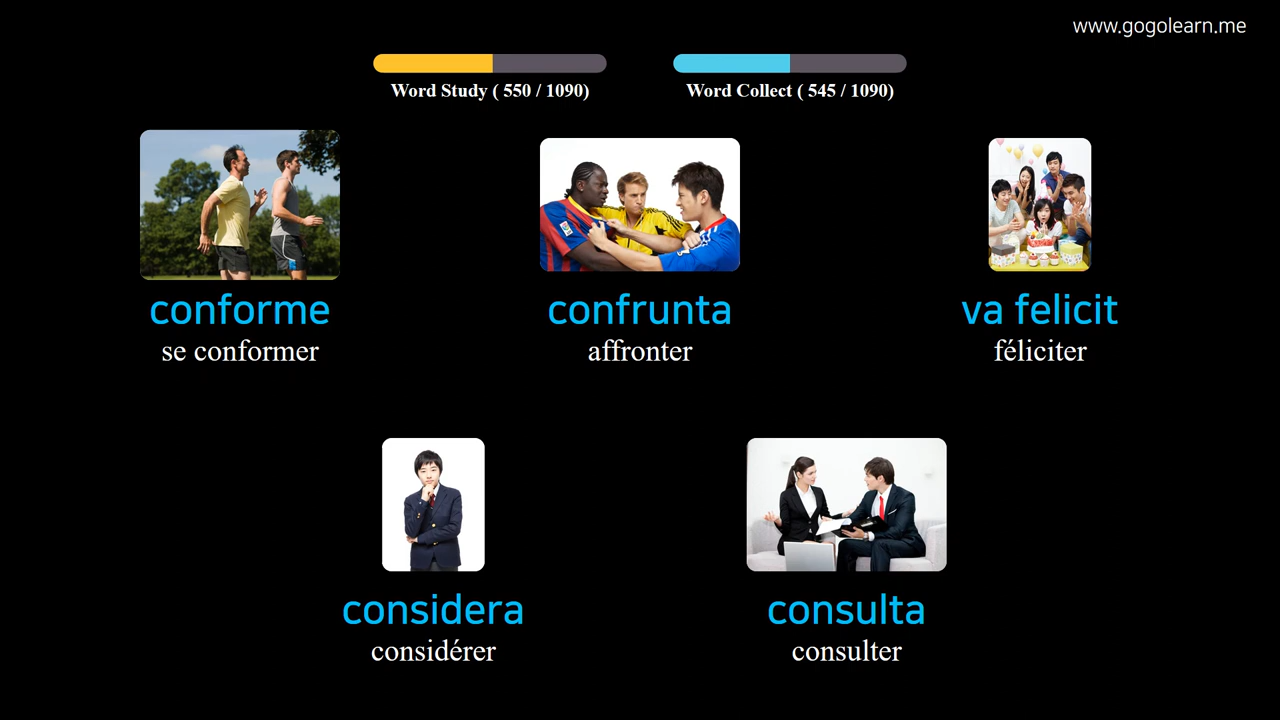 www.gogolearn.me
Word Study ( 550 / 1090)
Word Collect ( 545 / 1090)
conforme
se conformer
confrunta
affronter
va felicit
féliciter
considera
considérer
consulta
consulter